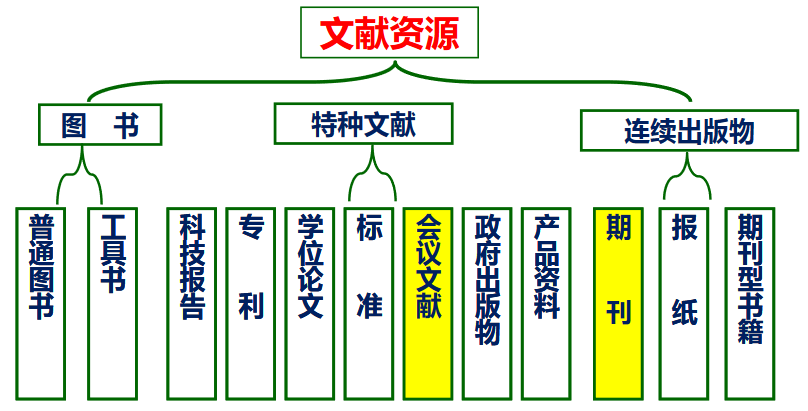 文献资源
图 书
特种文献
连续出版物
普通图书
工具书
科技报告
专利
学位论文
标准
会议文献
政府出版物
产品资料
期刊
报纸
期刊型书籍